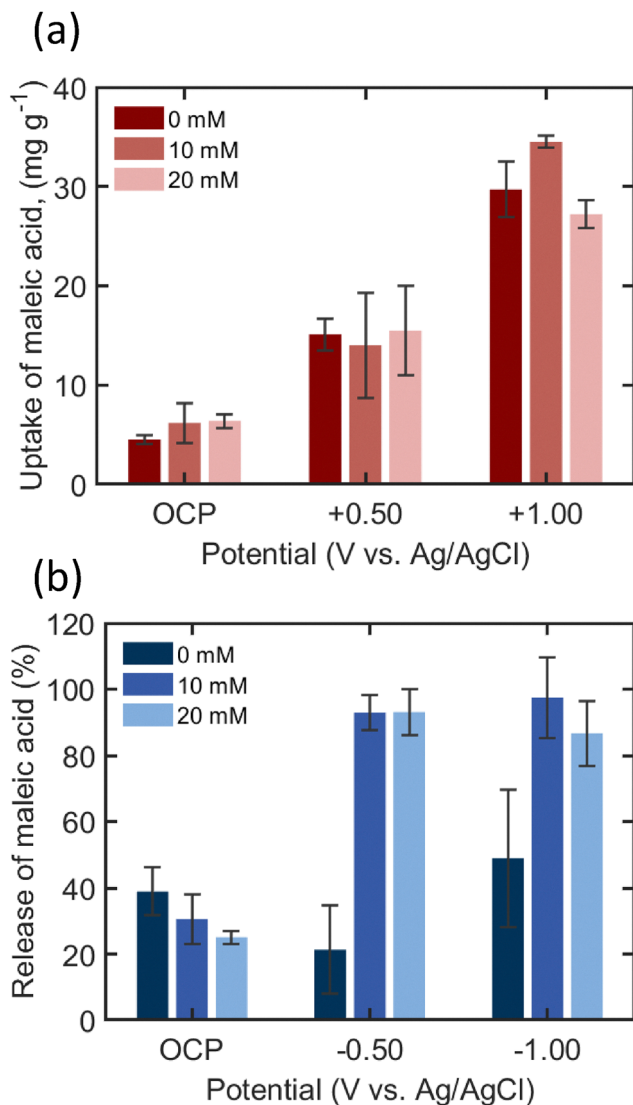 (a)
Uptake of maleic acid, (mg g⁻¹)
40
30
20
10
0
0 mM
10 mM
20 mM
OCP +0.50 +1.00
Potential (V vs. Ag/AgCl)
(b)
Release of maleic acid (%)
120
100
80
60
40
20
0
0 mM
10 mM
20 mM
OCP -0.50 -1.00
Potential (V vs. Ag/AgCl)